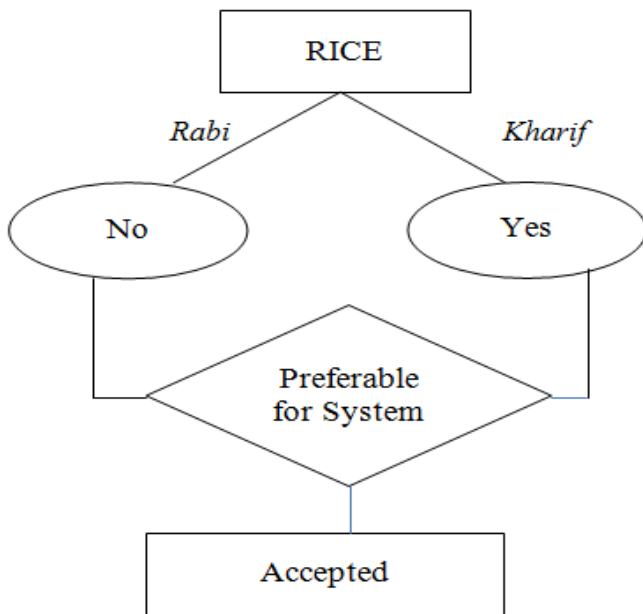 RICE
Rabi
Kharif
No
Yes
Preferable
for System
Accepted